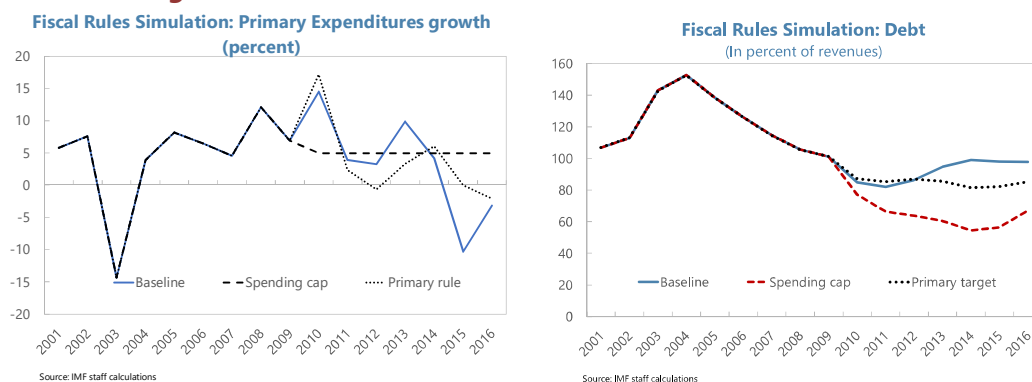 Fiscal Rules Simulation: Primary Expenditures growth
(percent)
20
15
10
5
0
-5
-10
-15
-20
Baseline
Spending cap
Primary rule
2001 2002 2003 2004 2005 2006 2007 2008 2009 2010 2011 2012 2013 2014 2015 2016
Source: IMF staff calculations
Fiscal Rules Simulation: Debt
(In percent of revenues)
160
140
120
100
80
60
40
20
0
Baseline
Spending cap
Primary target
2001 2002 2003 2004 2005 2006 2007 2008 2009 2010 2011 2012 2013 2014 2015 2016
Source: IMF staff calculations